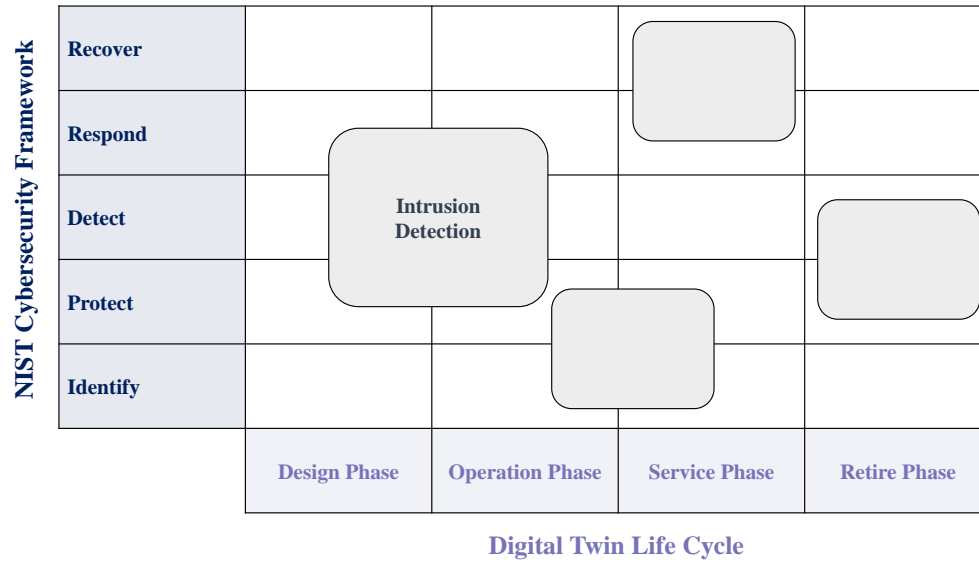 NIST Cybersecurity Framework
Recover
Respond
Detect
Protect
Identify
Intrusion
Detection
Design Phase
Operation Phase
Service Phase
Retire Phase
Digital Twin Life Cycle